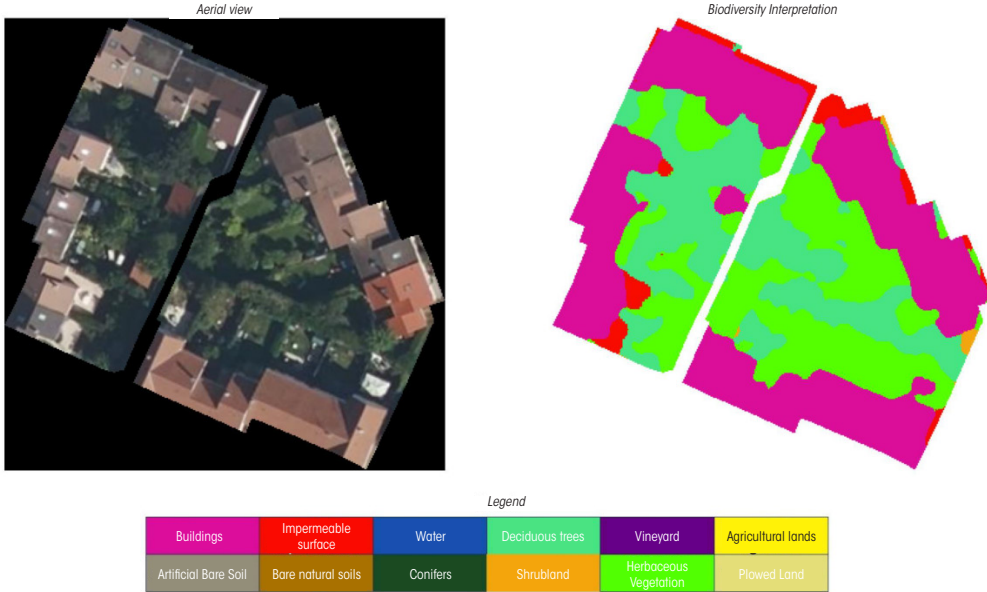 Aerial view
Biodiversity Interpretation
Legend
Buildings
Impermeable
surface
Water
Deciduous trees
Vineyard
Agricultural lands
Artificial Bare Soil
Bare natural soils
Conifers
Shrubland
Herbaceous
Vegetation
Plowed Land